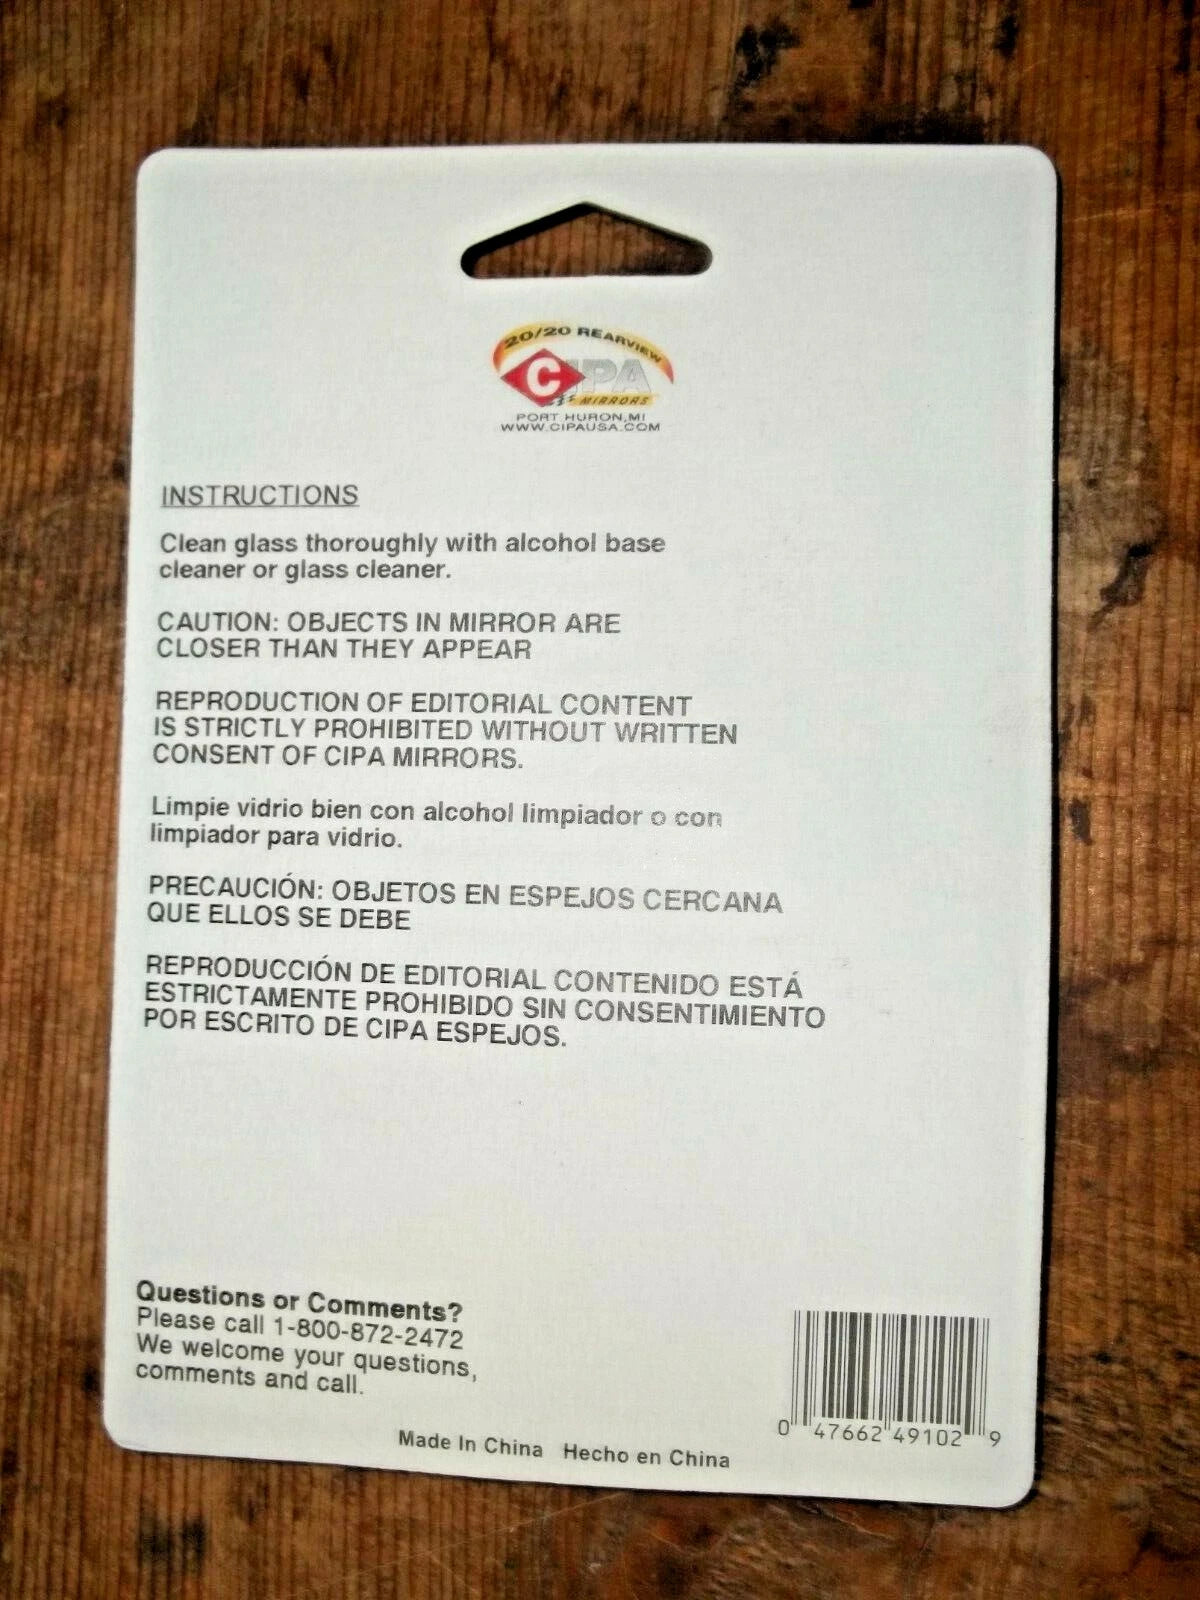 20/20 REARVIEW
CIPA
MIRRORS
PORT HURON,MI
WWW.CIPAUSA.COM
INSTRUCTIONS
Clean glass thoroughly with alcohol base
cleaner or glass cleaner.
CAUTION: OBJECTS IN MIRROR ARE
CLOSER THAN THEY APPEAR
REPRODUCTION OF EDITORIAL CONTENT
IS STRICTLY PROHIBITED WITHOUT WRITTEN
CONSENT OF CIPA MIRRORS.
Limpie vidrio bien con alcohol limpiador o con
limpiador para vidrio.
PRECAUCIÓN: OBJETOS EN ESPEJOS CERCANA
QUE ELLOS SE DEBE
REPRODUCCIÓN DE EDITORIAL CONTENIDO ESTÁ
ESTRICTAMENTE PROHIBIDO SIN CONSENTIMIENTO
POR ESCRITO DE CIPA ESPEJOS.
Questions or Comments?
Please call 1-800-872-2472
We welcome your questions,
comments and call.
Made In China Hecho en China
0 47662 49102 9